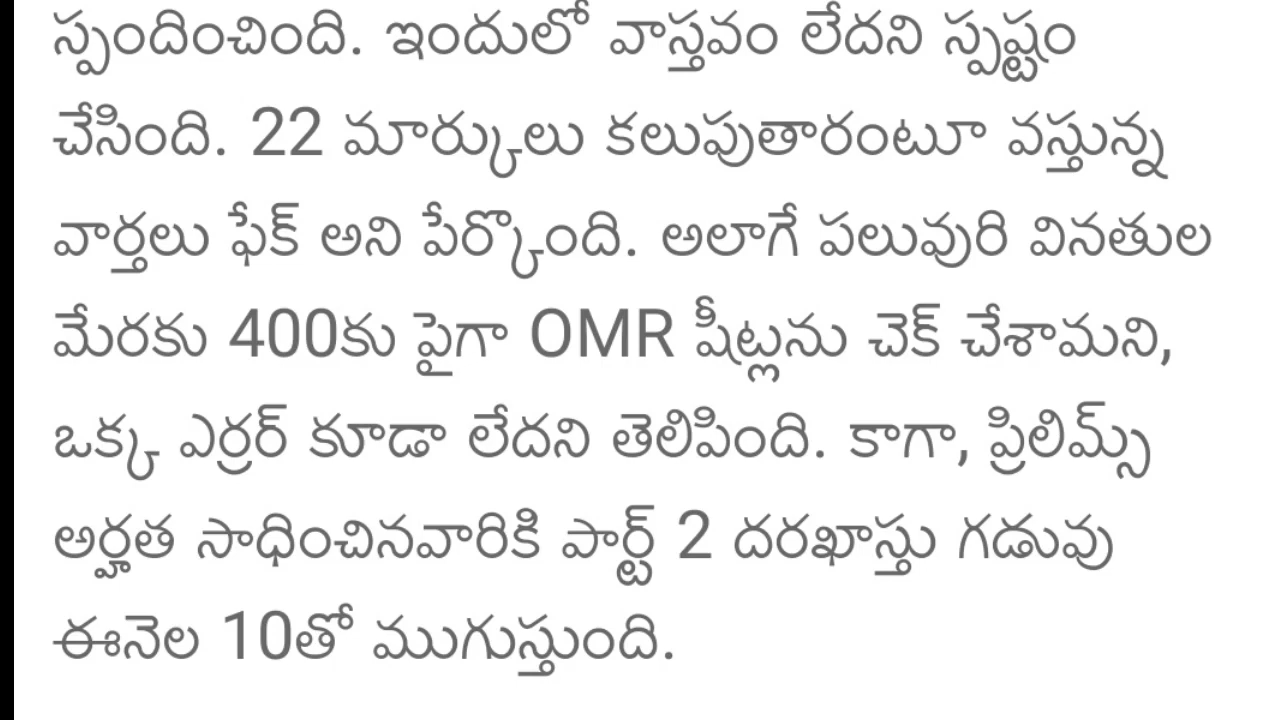 స్పందించింది. ఇందులో వాస్తవం లేదని స్పష్టం
చేసింది. 22 మార్కులు కలుపుతారంటూ వస్తున్న
వార్తలు ఫేక్ అని పేర్కొంది. అలాగే పలువురి వినతుల
మేరకు 400కు పైగా OMR షీట్లను చెక్ చేశామని,
ఒక్క ఎర్రర్ కూడా లేదని తెలిపింది. కాగా, ప్రిలిమ్స్
అర్హత సాధించినవారికి పార్ట్ 2 దరఖాస్తు గడువు
ఈనెల 10తో ముగుస్తుంది.